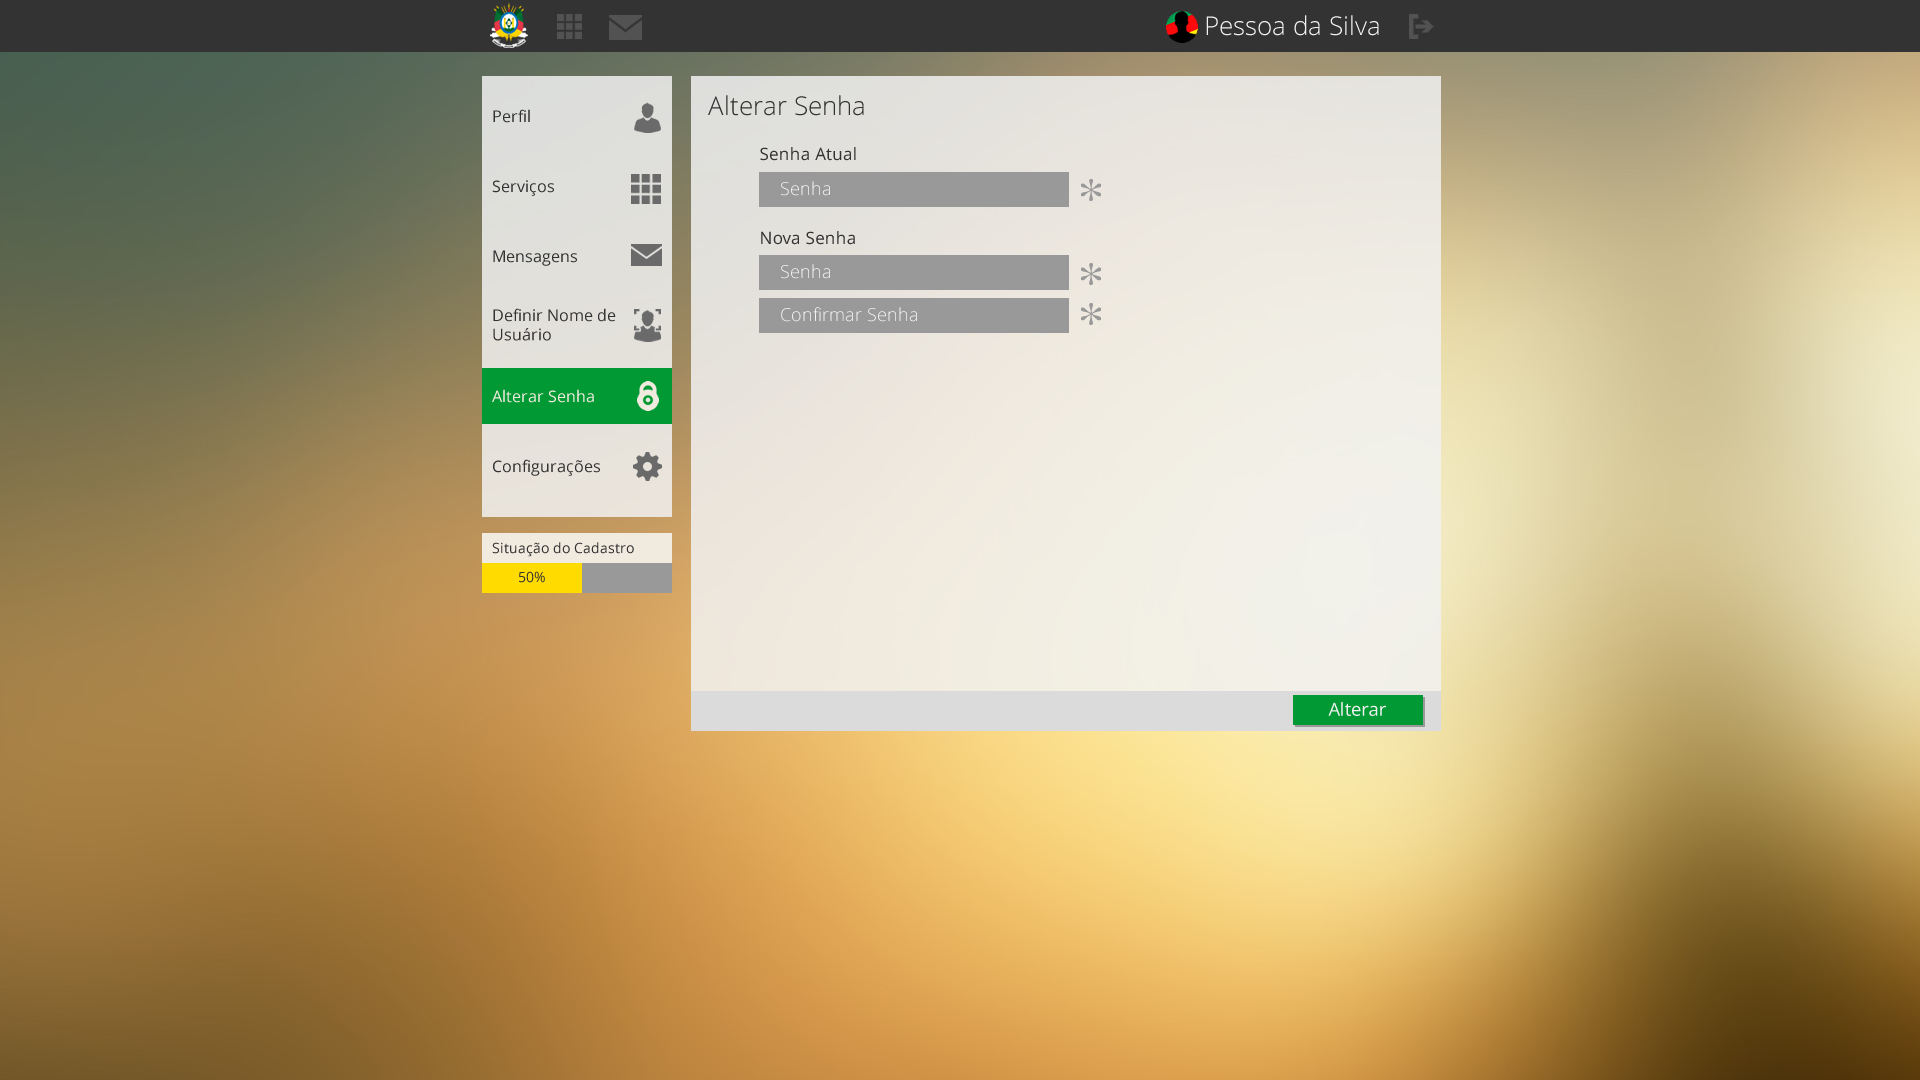 Pessoa da Silva
Perfil
Serviços
Mensagens
Definir Nome de
Usuário
Alterar Senha
Configurações
Situação do Cadastro
50%
Alterar Senha
Senha Atual
Senha
Nova Senha
Senha
Confirmar Senha
Alterar